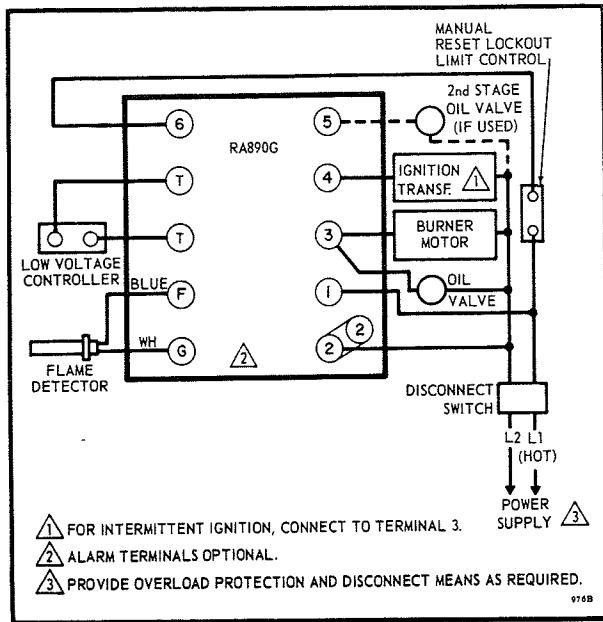 MANUAL
RESET LOCKOUT
LIMIT CONTROL
2nd STAGE
OIL VALVE
(IF USED)
6
5
RA890G
T
4
IGNITION
TRANSF. 1
T
3
BURNER
MOTOR
LOW VOLTAGE
CONTROLLER
BLUE
F
1
OIL
VALVE
WH
G
2
2
2
FLAME
DETECTOR
DISCONNECT
SWITCH
L2 L1
(HOT)
POWER
SUPPLY 3
1 FOR INTERMITTENT IGNITION, CONNECT TO TERMINAL 3.
2 ALARM TERMINALS OPTIONAL.
3 PROVIDE OVERLOAD PROTECTION AND DISCONNECT MEANS AS REQUIRED.
976B